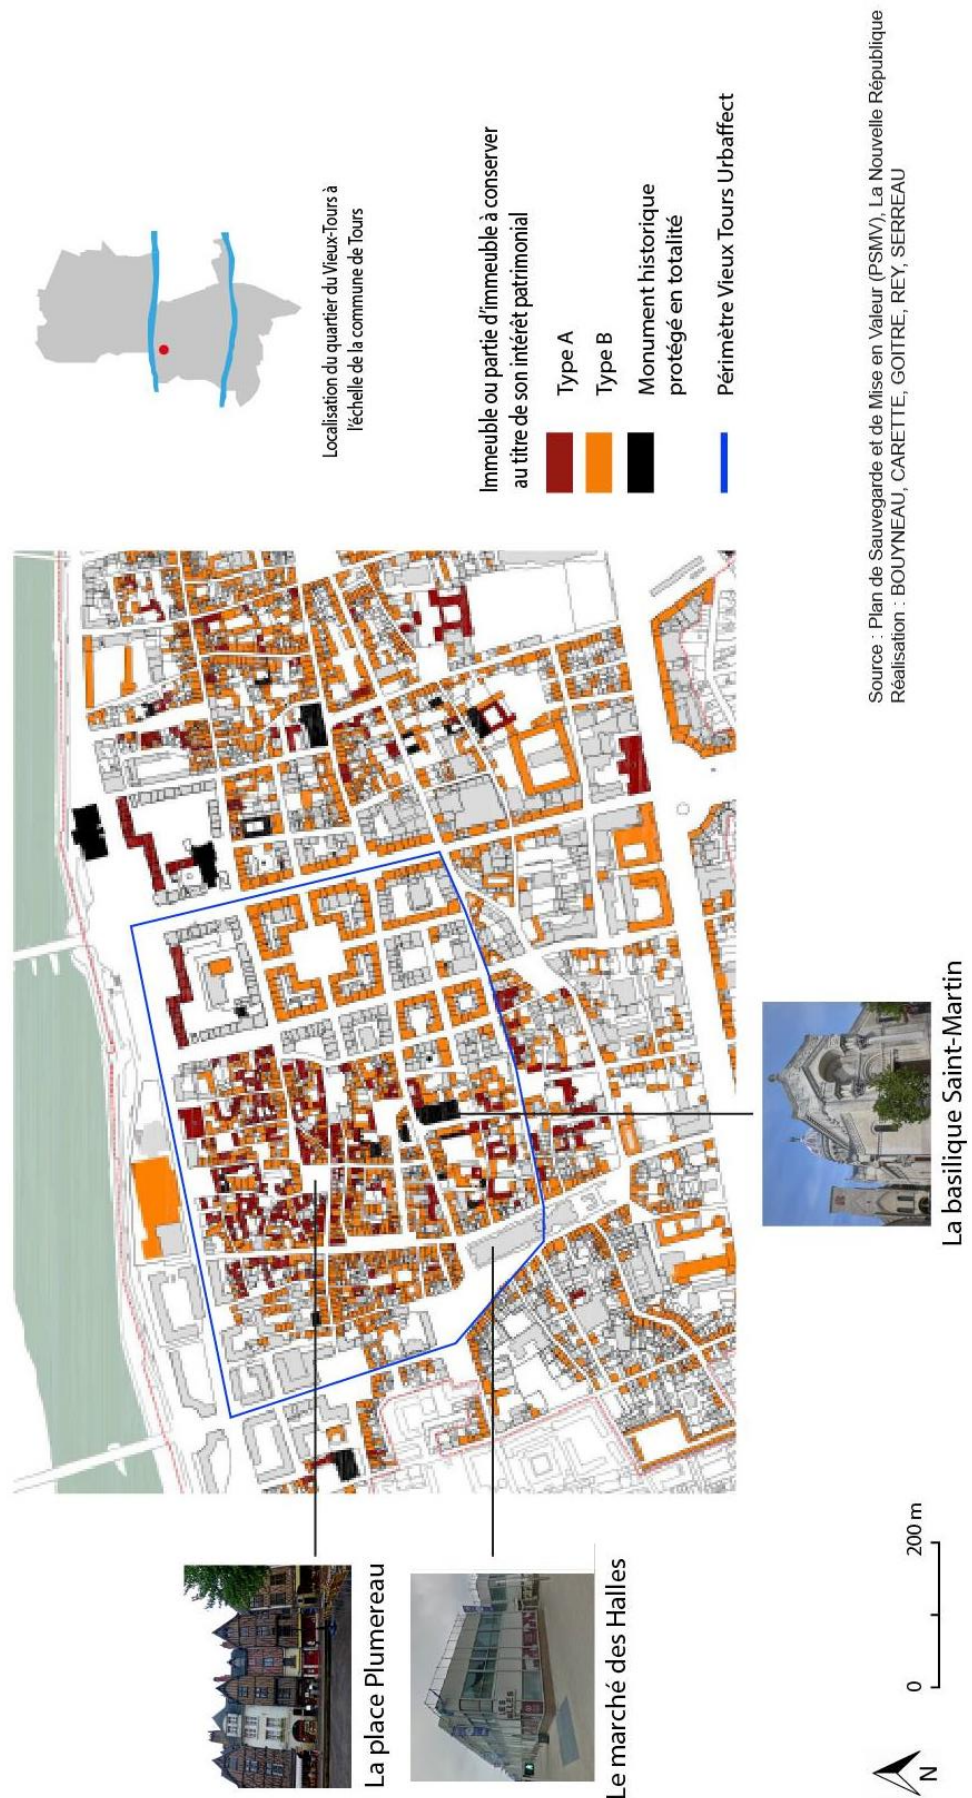 Localisation du quartier du Vieux-Tours à
l'échelle de la commune de Tours
Immeuble ou partie d'immeuble à conserver
au titre de son intérêt patrimonial
Type A
Type B
Monument historique
protégé en totalité
Périmètre Vieux Tours Urbaffect
La place Plumereau
LES HALLES
Le marché des Halles
La basilique Saint-Martin
N
0
200 m
Source : Plan de Sauvegarde et de Mise en Valeur (PSMV), La Nouvelle République
Réalisation : BOUYNEAU, CARETTE, GOITRE, REY, SERREAU